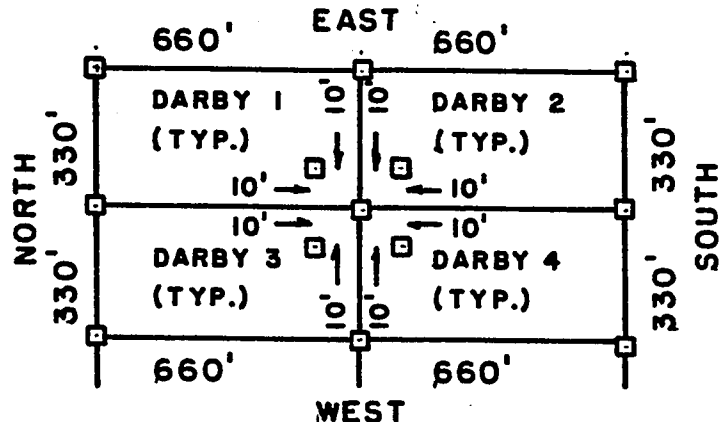 EAST
660' 660'
DARBY 1 10' 10' DARBY 2
(TYP.) (TYP.)
NORTH 330' 330' SOUTH
10' 10'
10' 10'
DARBY 3 DARBY 4
(TYP.) (TYP.)
330' 10' 10' 330'
660' 660'
WEST